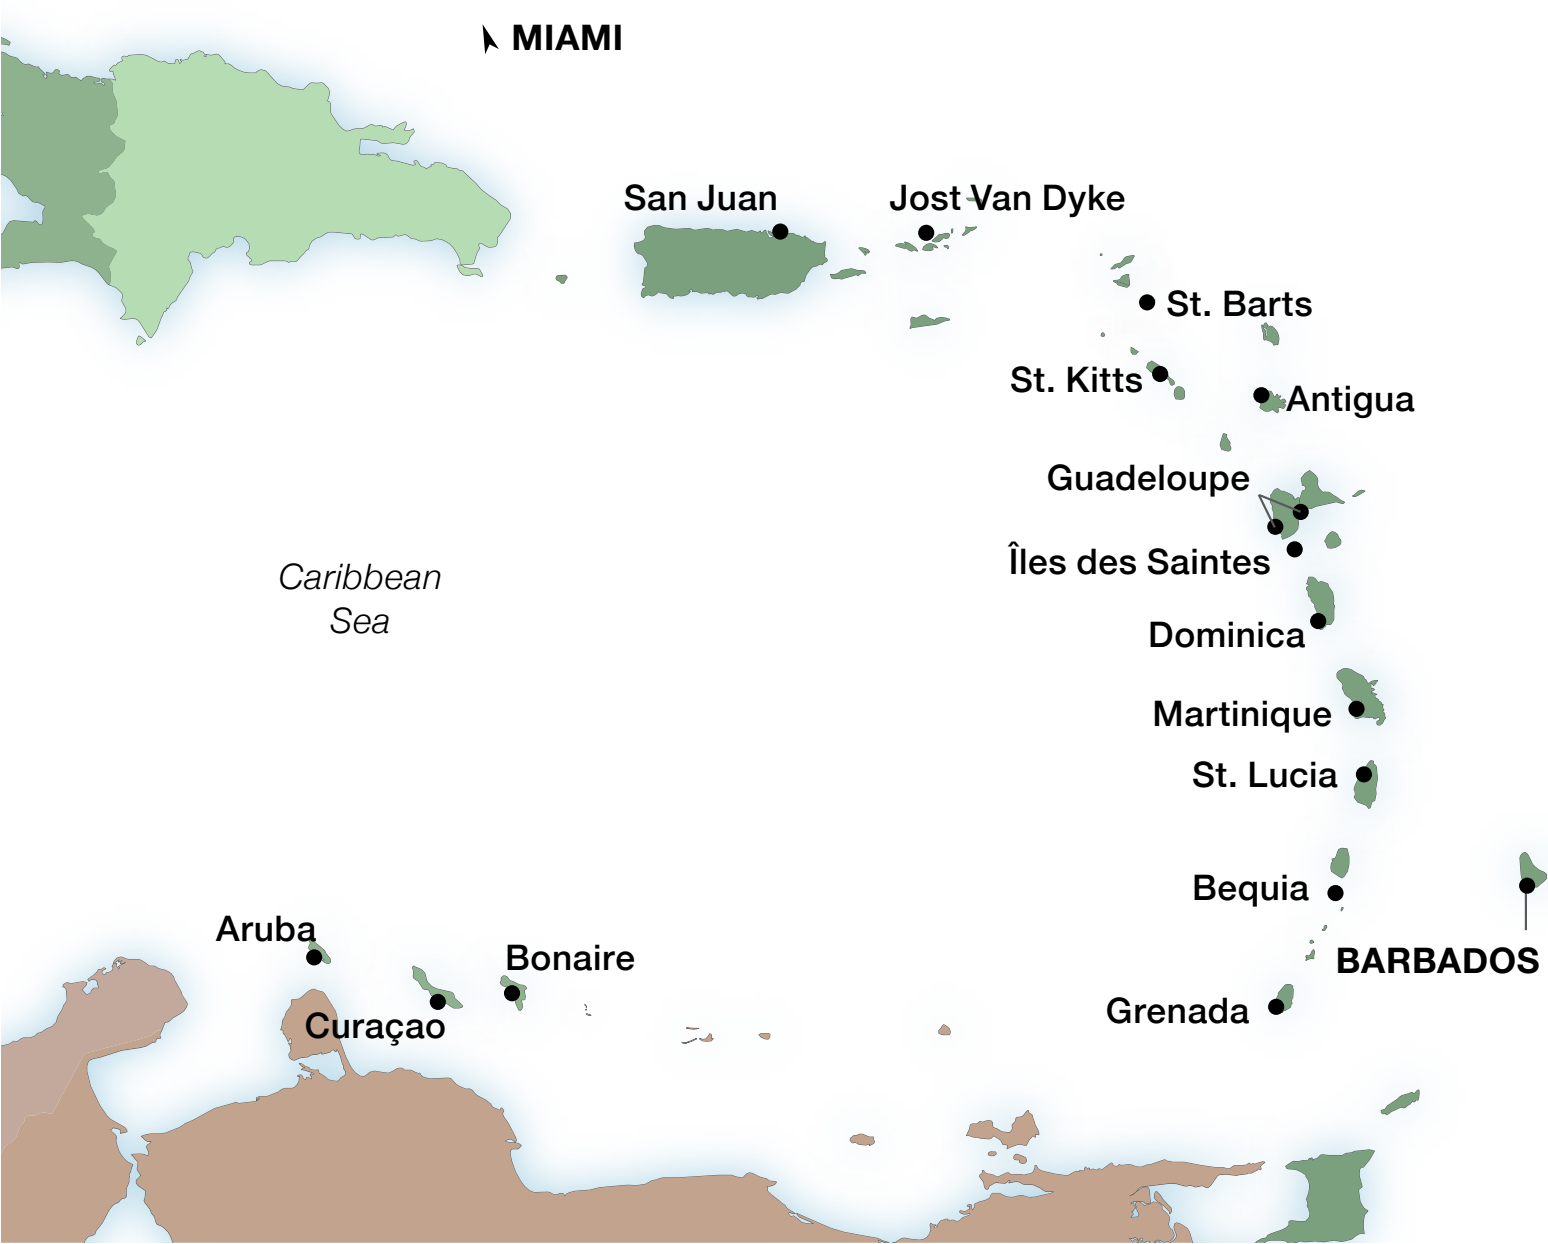 MIAMI
San Juan
Jost Van Dyke
St. Barts
St. Kitts
Antigua
Guadeloupe
Îles des Saintes
Caribbean
Sea
Dominica
Martinique
St. Lucia
Bequia
Aruba
Bonaire
BARBADOS
Grenada
Curaçao